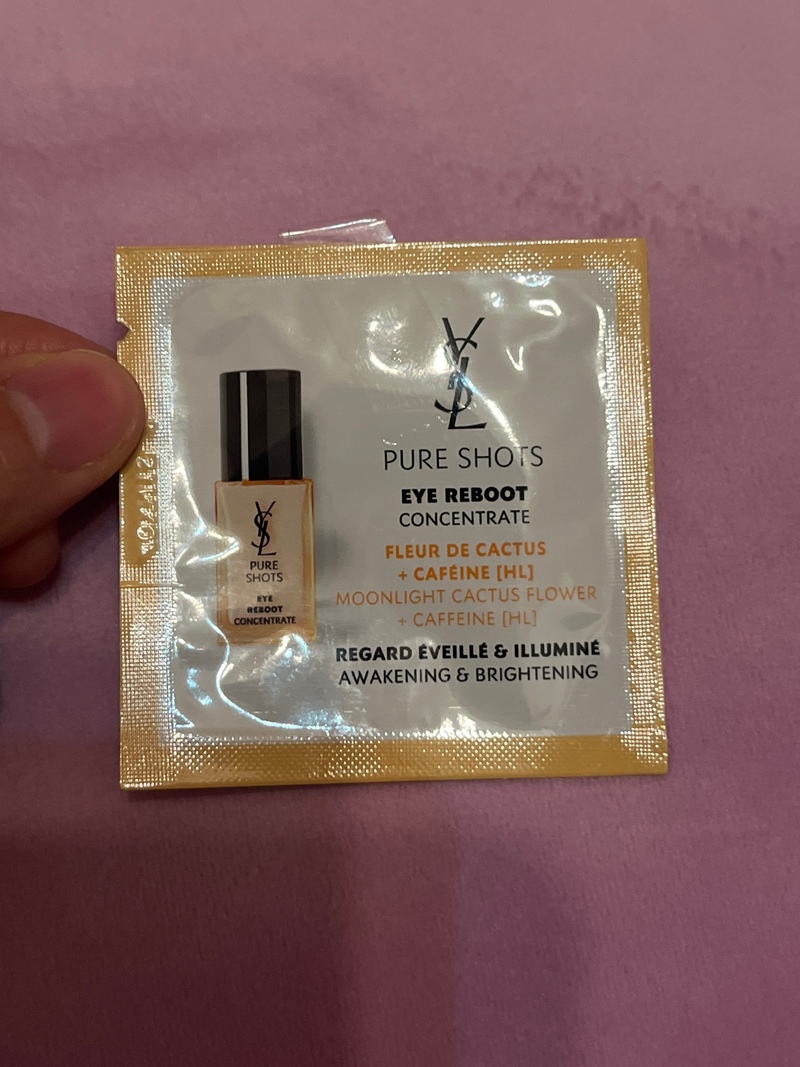 YSL
PURE SHOTS
EYE REBOOT
CONCENTRATE
FLEUR DE CACTUS
+ CAFÉINE [HL]
MOONLIGHT CACTUS FLOWER
+ CAFFEINE [HL]
REGARD ÉVEILLÉ & ILLUMINÉ
AWAKENING & BRIGHTENING
YSL
PURE
SHOTS
EYE
REBOOT
CONCENTRATE